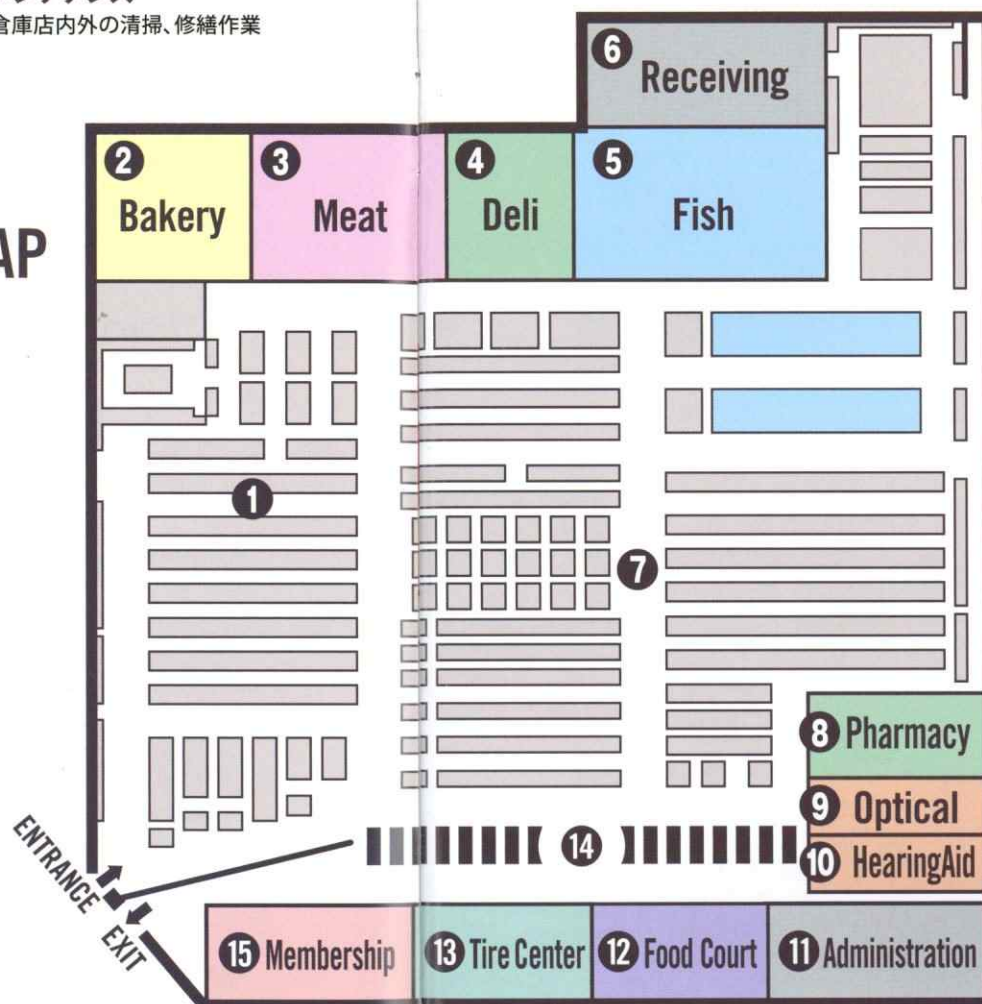 倉庫店内外の清掃、修繕作業
AP
6 Receiving
2 Bakery
3 Meat
4 Deli
5 Fish
1
7
8 Pharmacy
9 Optical
10 HearingAid
14
ENTRANCE
EXIT
15 Membership
13 Tire Center
12 Food Court
11 Administration